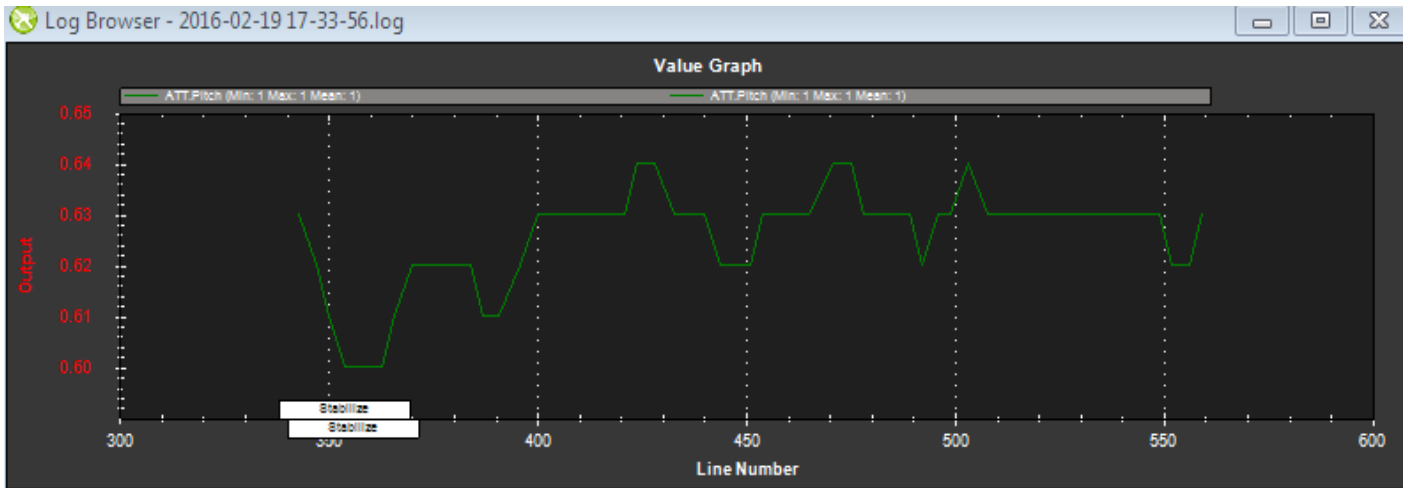 Log Browser - 2016-02-19 17-33-56.log
Value Graph
ATT.Pitch (Min: 1 Max: 1 Mean: 1) ATT.Pitch (Min: 1 Max: 1 Mean: 1)
0.65
0.64
0.63
0.62
0.61
0.60
Output
Stabilize
Stabilize
300 350 400 450 500 550 600
Line Number